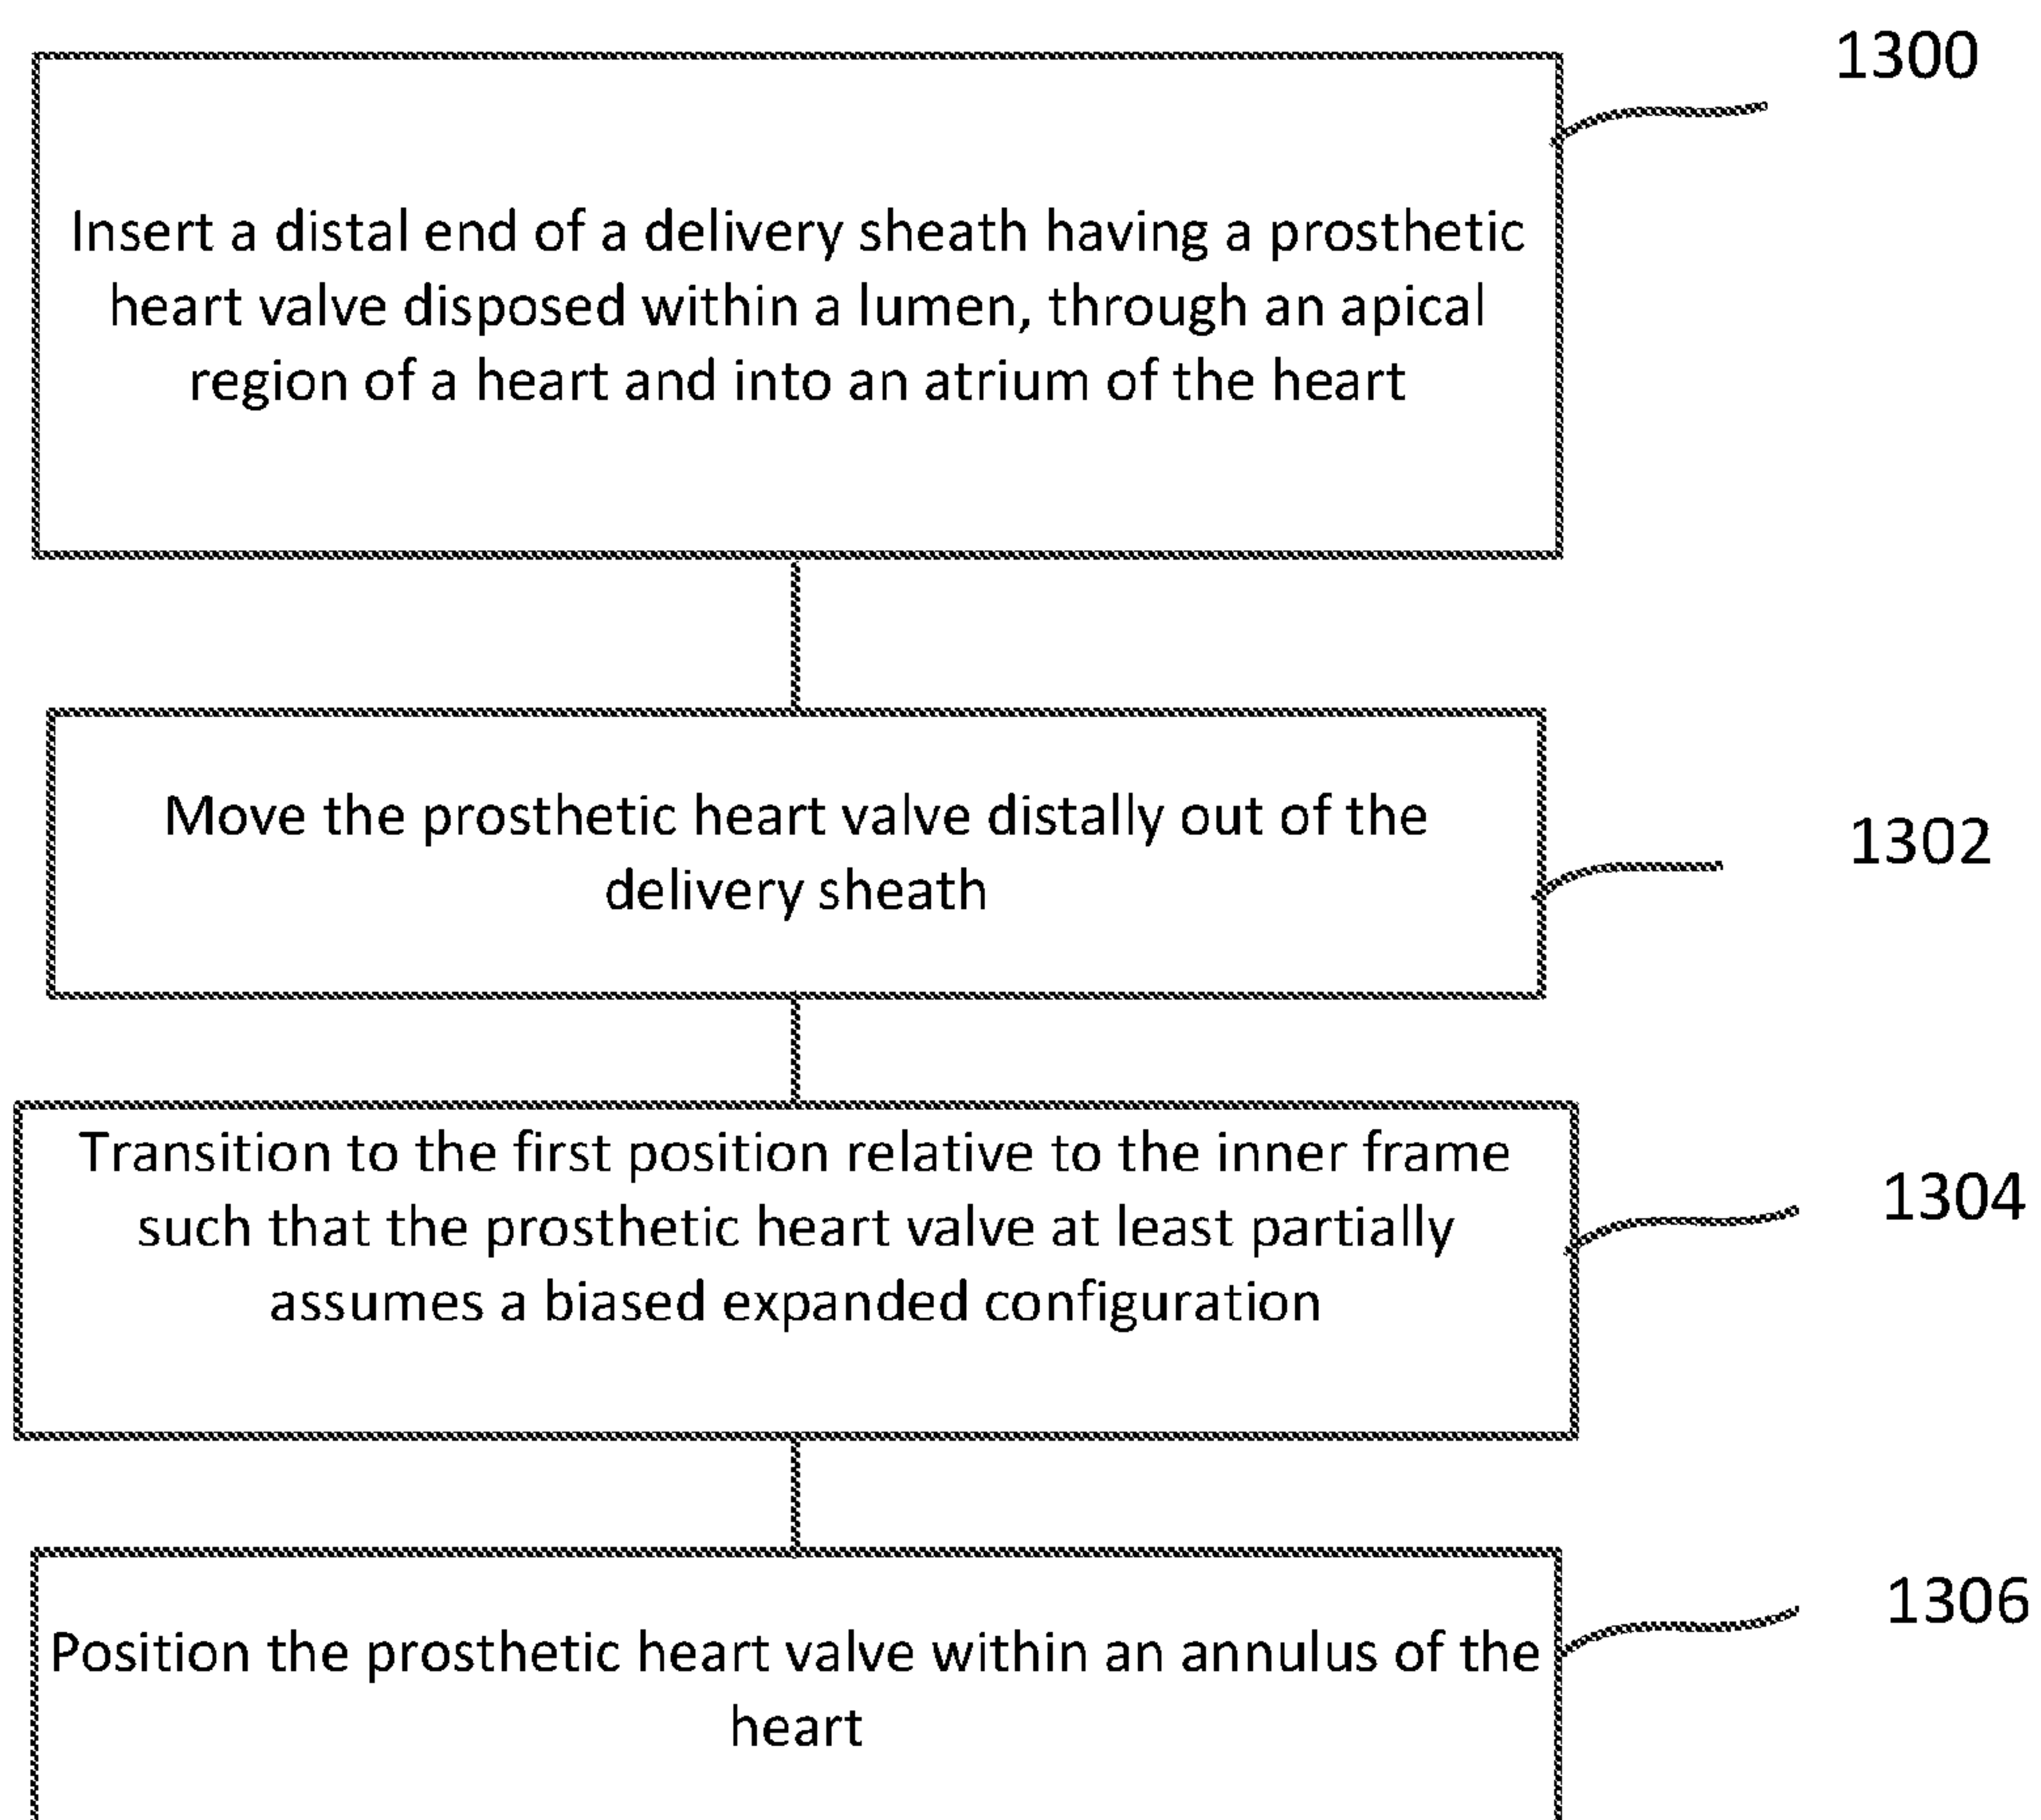 1300
Insert a distal end of a delivery sheath having a prosthetic
heart valve disposed within a lumen, through an apical
region of a heart and into an atrium of the heart
Move the prosthetic heart valve distally out of the
delivery sheath
1302
Transition to the first position relative to the inner frame
such that the prosthetic heart valve at least partially
assumes a biased expanded configuration
1304
Position the prosthetic heart valve within an annulus of the
heart
1306